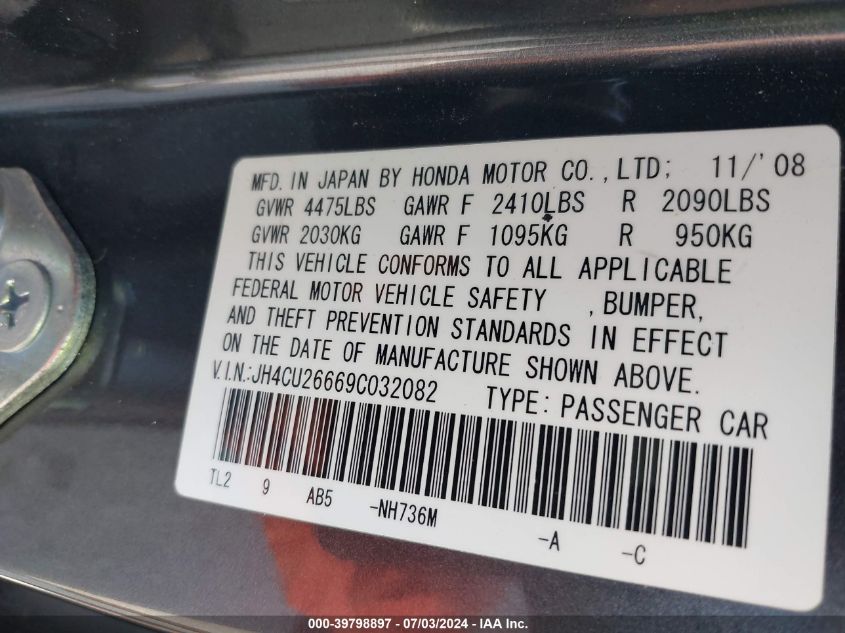 MFD. IN JAPAN BY HONDA MOTOR CO., LTD; 11/'08
GVWR 4475LBS GAWR F 2410LBS R 2090LBS
GVWR 2030KG GAWR F 1095KG R 950KG
THIS VEHICLE CONFORMS TO ALL APPLICABLE
FEDERAL MOTOR VEHICLE SAFETY , BUMPER,
AND THEFT PREVENTION STANDARDS IN EFFECT
ON THE DATE OF MANUFACTURE SHOWN ABOVE.
V.I.N.:JH4CU26669C032082 TYPE: PASSENGER CAR
TL2 9 AB5 -NH736M -A -C
000-39798897 - 07/03/2024 - IAA Inc.